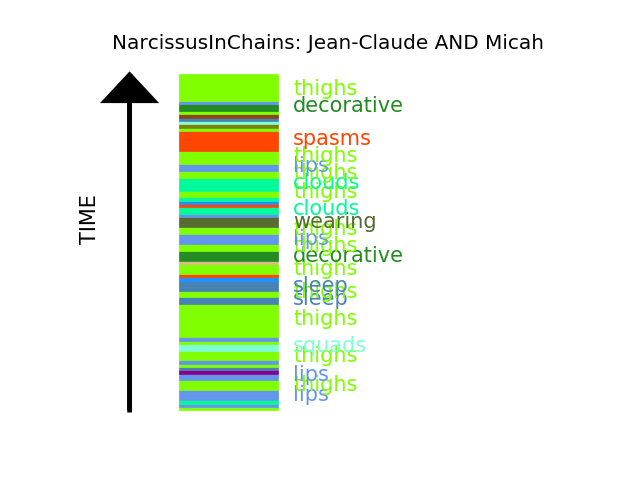 NarcissusInChains: Jean-Claude AND Micah
thighs
decorative
spasms
thighs
lips
thighs
clouds
thighs
clouds
wearing
thighs
lips
thighs
decorative
thighs
sleep
thighs
sleep
thighs
squads
thighs
lips
thighs
lips
TIME